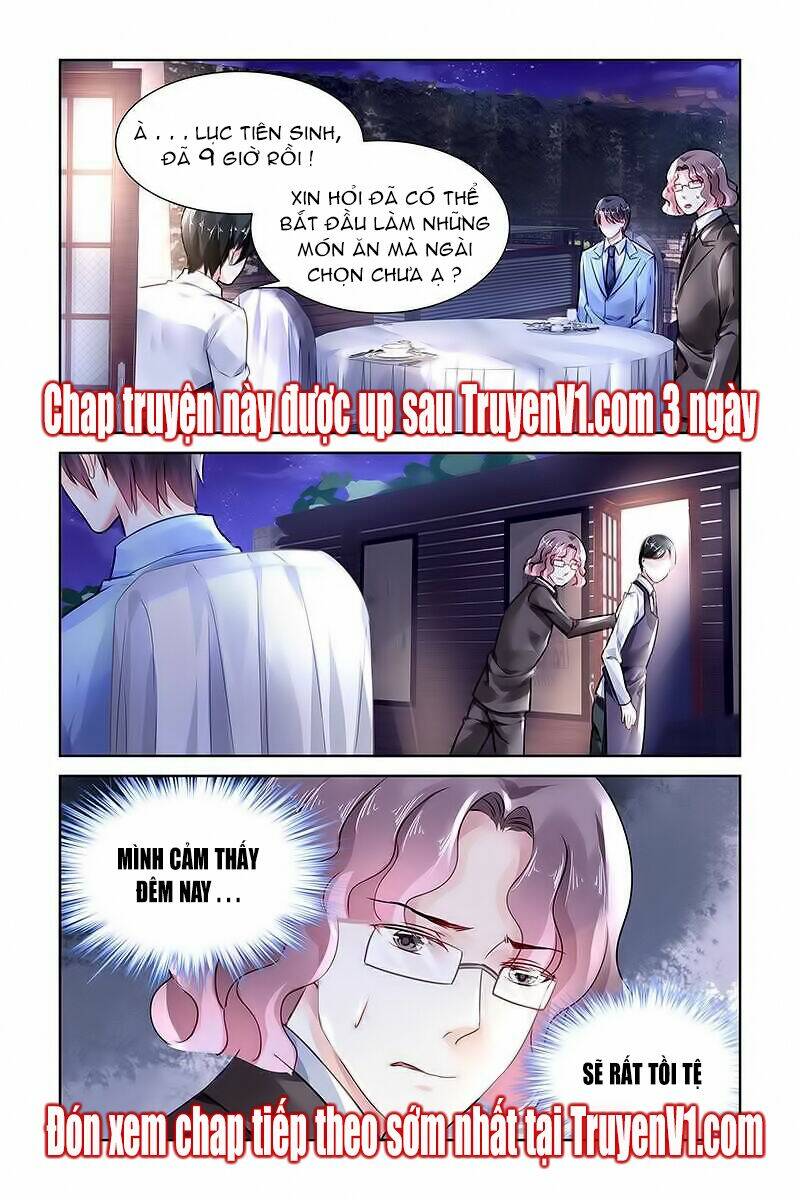 À . . . LỤC TIÊN SINH,
ĐÃ 9 GIỜ RỒI !
XIN HỎI ĐÃ CÓ THỂ
BẮT ĐẦU LÀM NHỮNG
MÓN ĂN MÀ NGÀI
CHỌN CHƯA Ạ ?
Chap truyện này được up sau TruyenV1.com 3 ngày
MÌNH CẢM THẤY
ĐÊM NAY . . .
SẼ RẤT TỒI TỆ
Đón xem chap tiếp theo sớm nhất tại TruyenV1.com